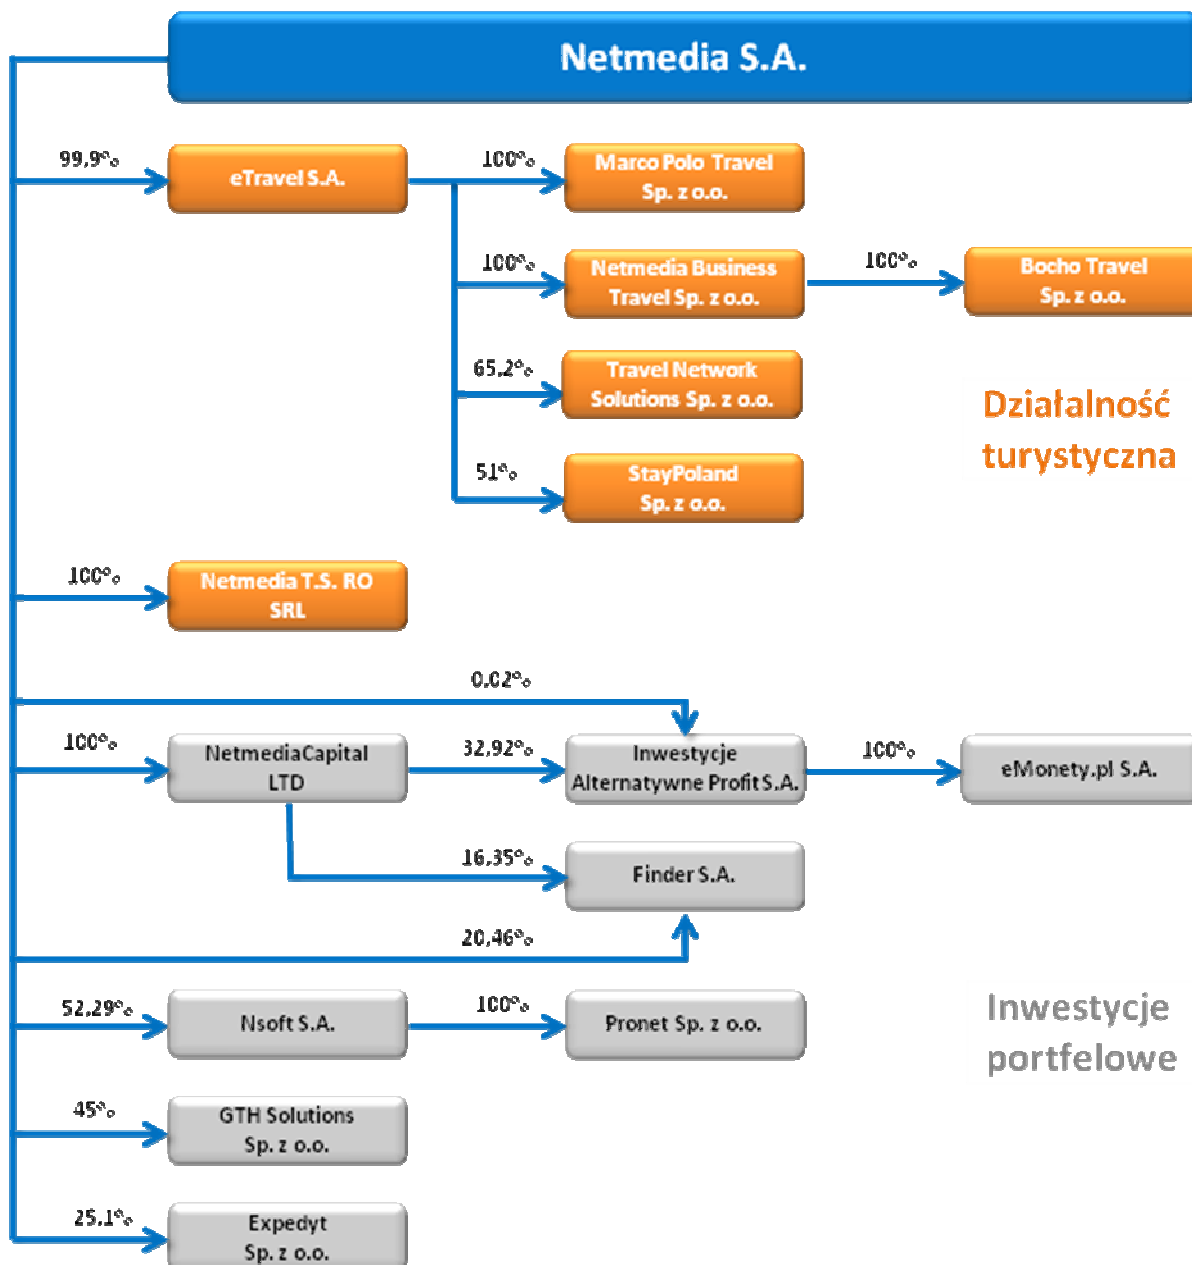 Netmedia S.A.
99,9%
eTravel S.A.
100%
Marco Polo Travel
Sp. z o.o.
100%
Netmedia Business
Travel Sp. z o.o.
100%
Bocho Travel
Sp. z o.o.
65,2%
Travel Network
Solutions Sp. z o.o.
Działalność
turystyczna
51%
StayPoland
Sp. z o.o.
100%
Netmedia T.S. RO
SRL
0,02%
100%
NetmediaCapital
LTD
32,92%
Inwestycje
Alternatywne Profit S.A.
100%
eMonety.pl S.A.
16,35%
Finder S.A.
20,46%
52,29%
Nsoft S.A.
100%
Pronet Sp. z o.o.
Inwestycje
portfelowe
45%
GTH Solutions
Sp. z o.o.
25,1%
Expedyt
Sp. z o.o.